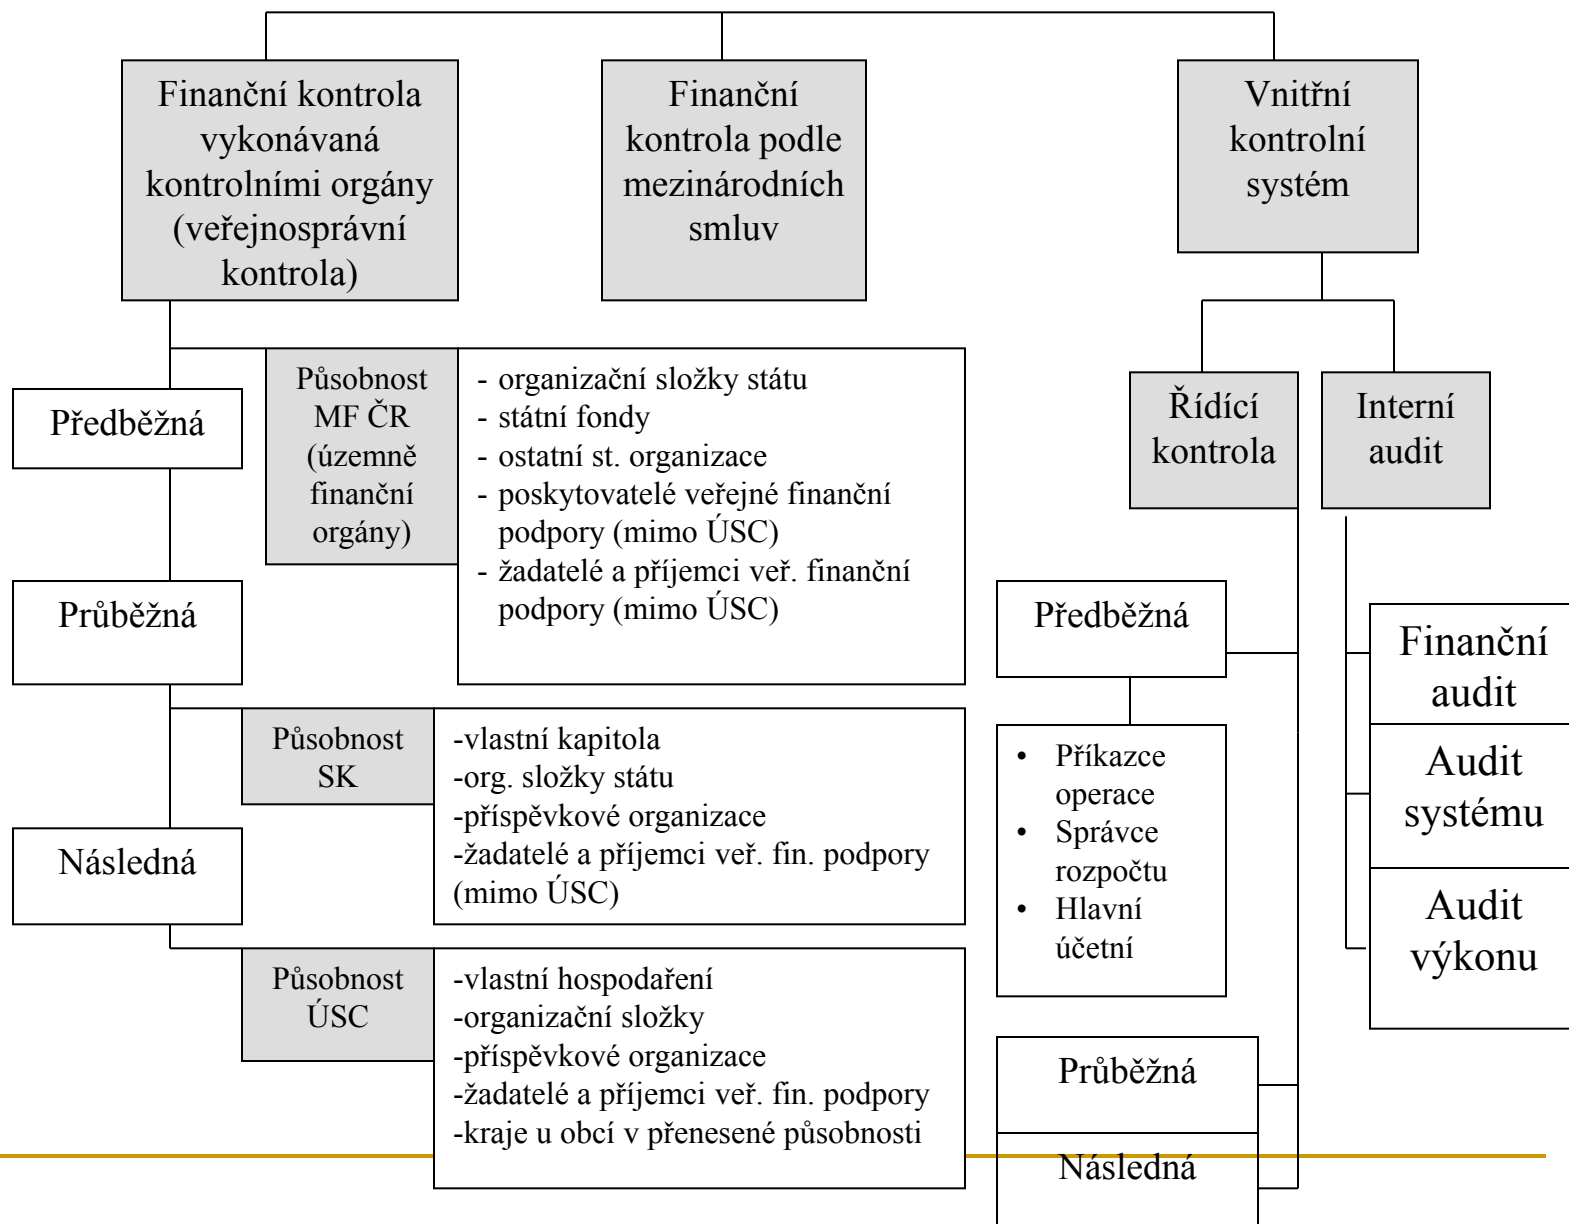 Finanční kontrola
vykonávaná
kontrolními orgány
(veřejnosprávní
kontrola)
Finanční
kontrola podle
mezinárodních
smluv
Vnitřní
kontrolní
systém
Předběžná
Průběžná
Následná
Působnost
MF ČR
(územně
finanční
orgány)
- organizační složky státu
- státní fondy
- ostatní st. organizace
- poskytovatelé veřejné finanční
podpory (mimo ÚSC)
- žadatelé a příjemci veř. finanční
podpory (mimo ÚSC)
Působnost
SK
-vlastní kapitola
-org. složky státu
-příspěvkové organizace
-žadatelé a příjemci veř. fin. podpory
(mimo ÚSC)
Působnost
ÚSC
-vlastní hospodaření
-organizační složky
-příspěvkové organizace
-žadatelé a příjemci veř. fin. podpory
-kraje u obcí v přenesené působnosti
Řídící
kontrola
Interní
audit
Předběžná
• Příkazce
operace
• Správce
rozpočtu
• Hlavní
účetní
Průběžná
Následná
Finanční
audit
Audit
systému
Audit
výkonu